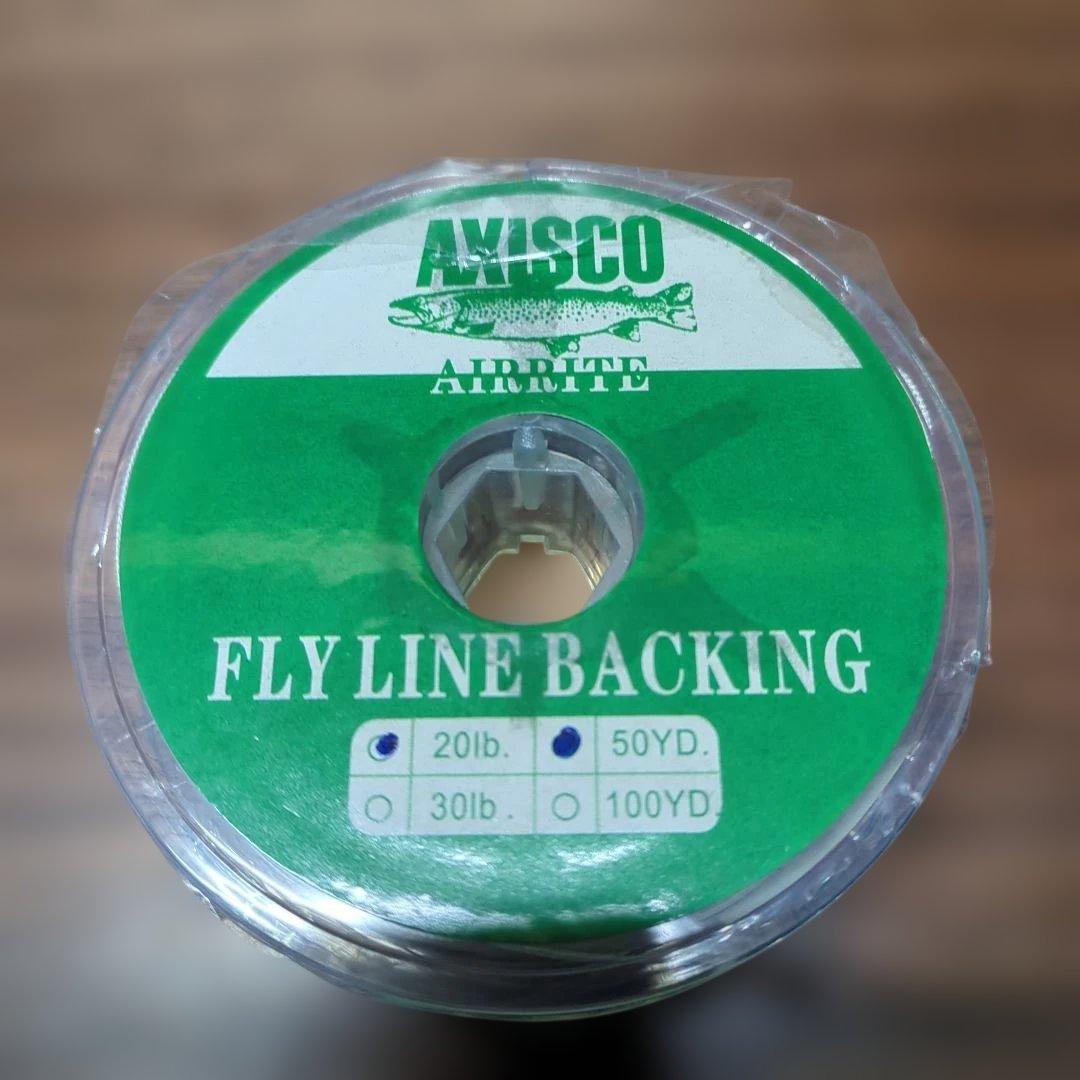 AXISCO
AIRRITE
FLY LINE BACKING
20lb. 50YD.
30lb. 100YD